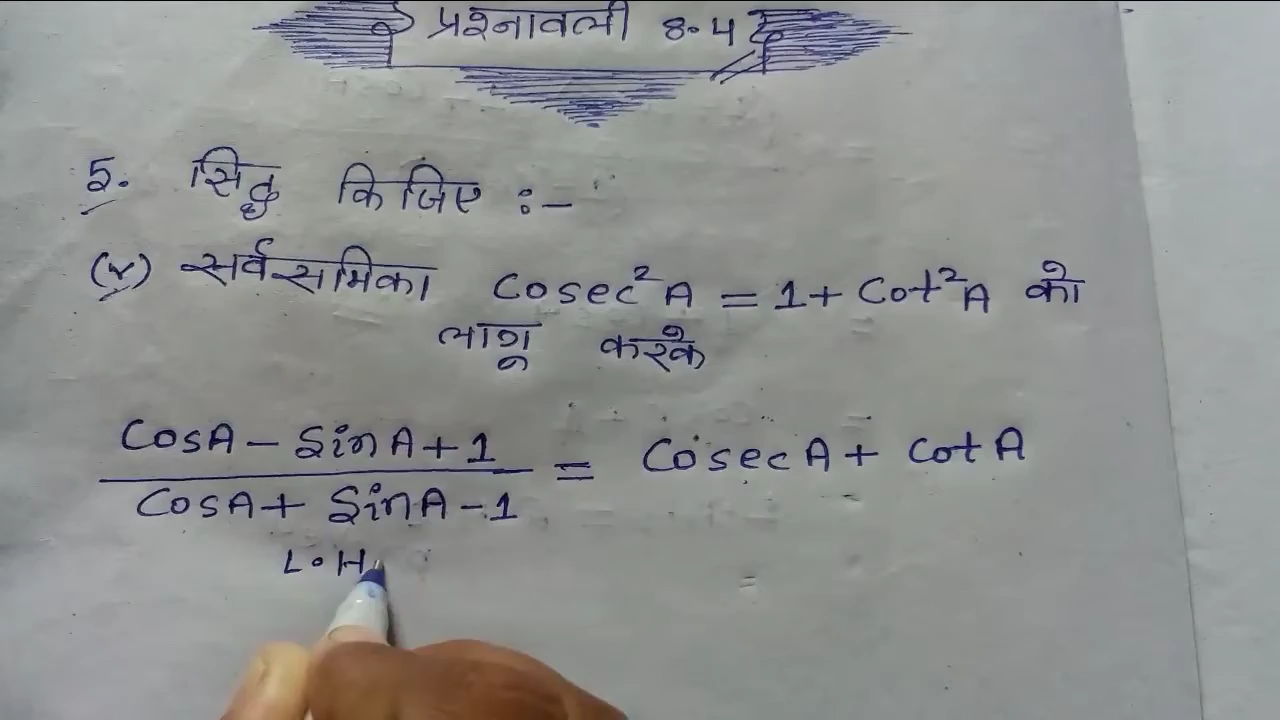 प्रश्नावली 8.4
5. सिद्ध किजिए :-
(v) सर्वसमिका Cosec²A = 1+ Cot²A को
लागू करके
CosA - SinA+1
= CosecA + CotA
CosA+ SinA-1
L.H.